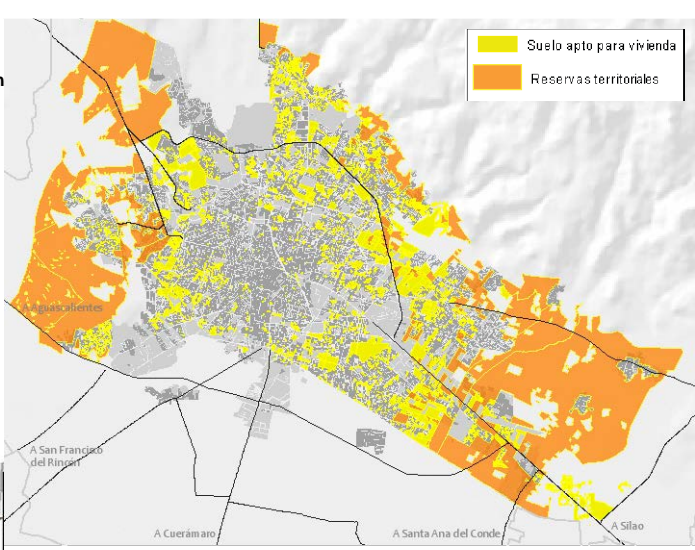 Suelo apto para vivienda
Reservas territoriales
n
A Aguascalientes
A San Francisco
del Rincón
A Cuerámaro
A Santa Ana del Conde
A Silao